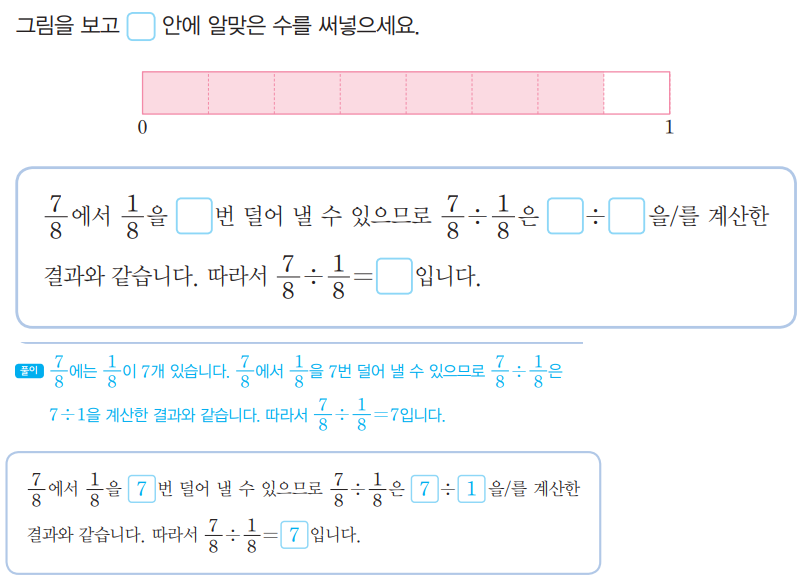 그림을 보고 □ 안에 알맞은 수를 써넣으세요.
0 1
7/8에서 1/8을 □번 덜어 낼 수 있으므로 7/8÷1/8은 □÷□을/를 계산한
결과와 같습니다. 따라서 7/8÷1/8=□입니다.
풀이 7/8에는 1/8이 7개 있습니다. 7/8에서 1/8을 7번 덜어 낼 수 있으므로 7/8÷1/8은
7÷1을 계산한 결과와 같습니다. 따라서 7/8÷1/8=7입니다.
7/8에서 1/8을 7번 덜어 낼 수 있으므로 7/8÷1/8은 7÷1을/를 계산한
결과와 같습니다. 따라서 7/8÷1/8=7입니다.